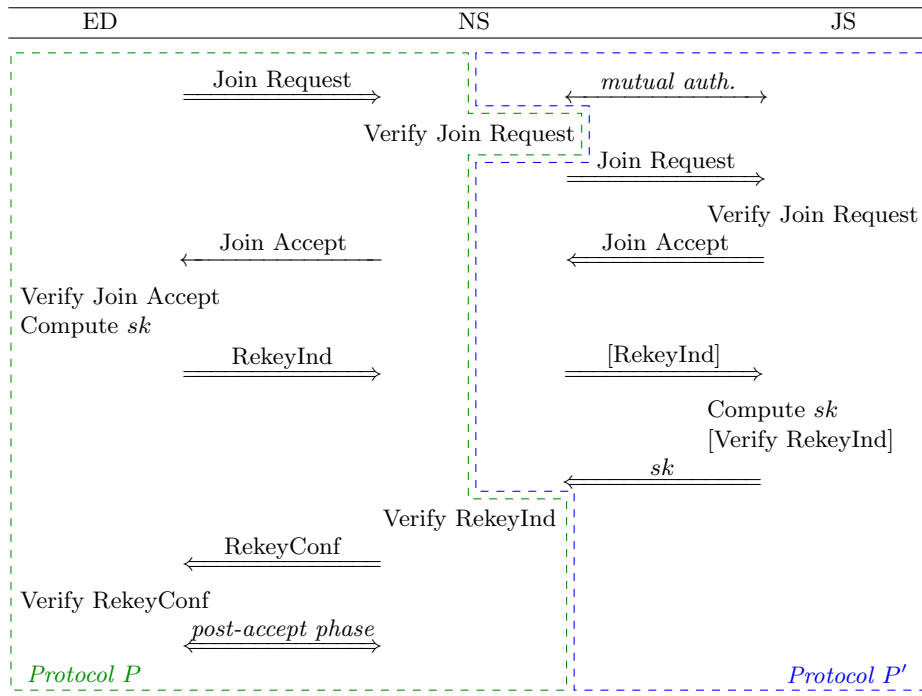 ED NS JS
Join Request mutual auth.
Verify Join Request
Join Request
Verify Join Request
Join Accept Join Accept
Verify Join Accept
Compute sk
RekeyInd [RekeyInd]
Compute sk
[Verify RekeyInd]
sk
Verify RekeyInd
RekeyConf
Verify RekeyConf
post-accept phase
Protocol P Protocol P'